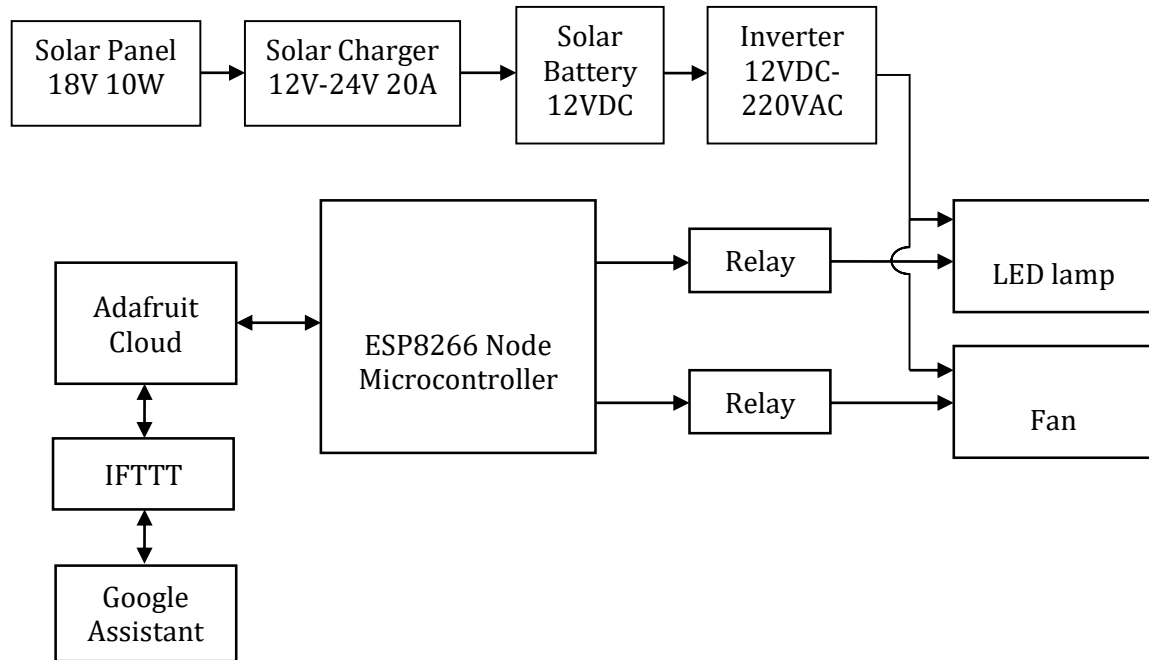 Solar Panel
18V 10W
Solar Charger
12V-24V 20A
Solar
Battery
12VDC
Inverter
12VDC-
220VAC
Adafruit
Cloud
IFTTT
Google
Assistant
ESP8266 Node
Microcontroller
Relay
Relay
LED lamp
Fan